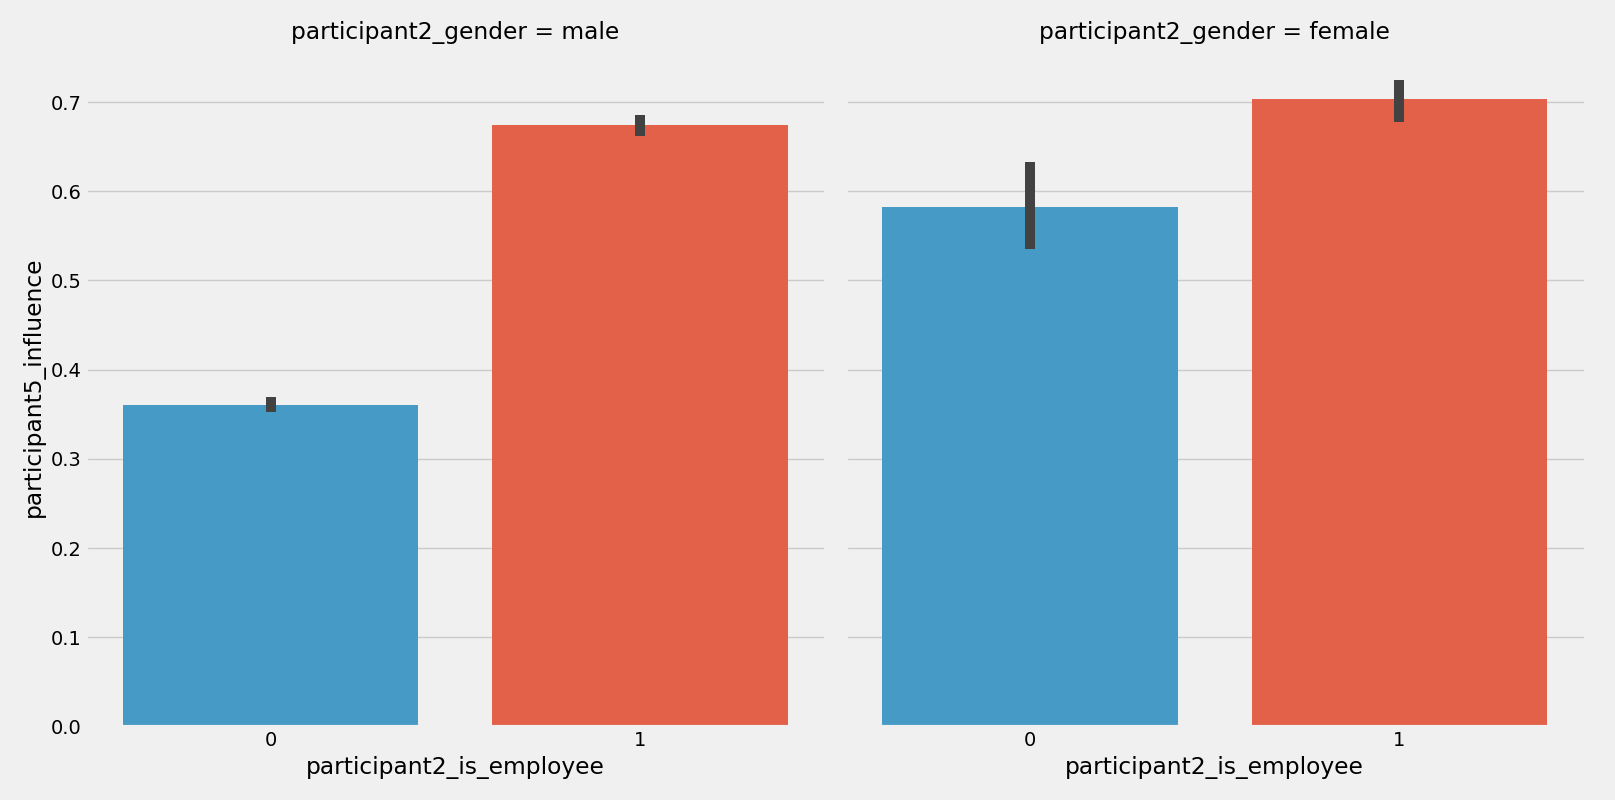 participant2_gender = male
participant2_gender = female
participant5_influence
0.7
0.6
0.5
0.4
0.3
0.2
0.1
0.0
0
1
0
1
participant2_is_employee
participant2_is_employee